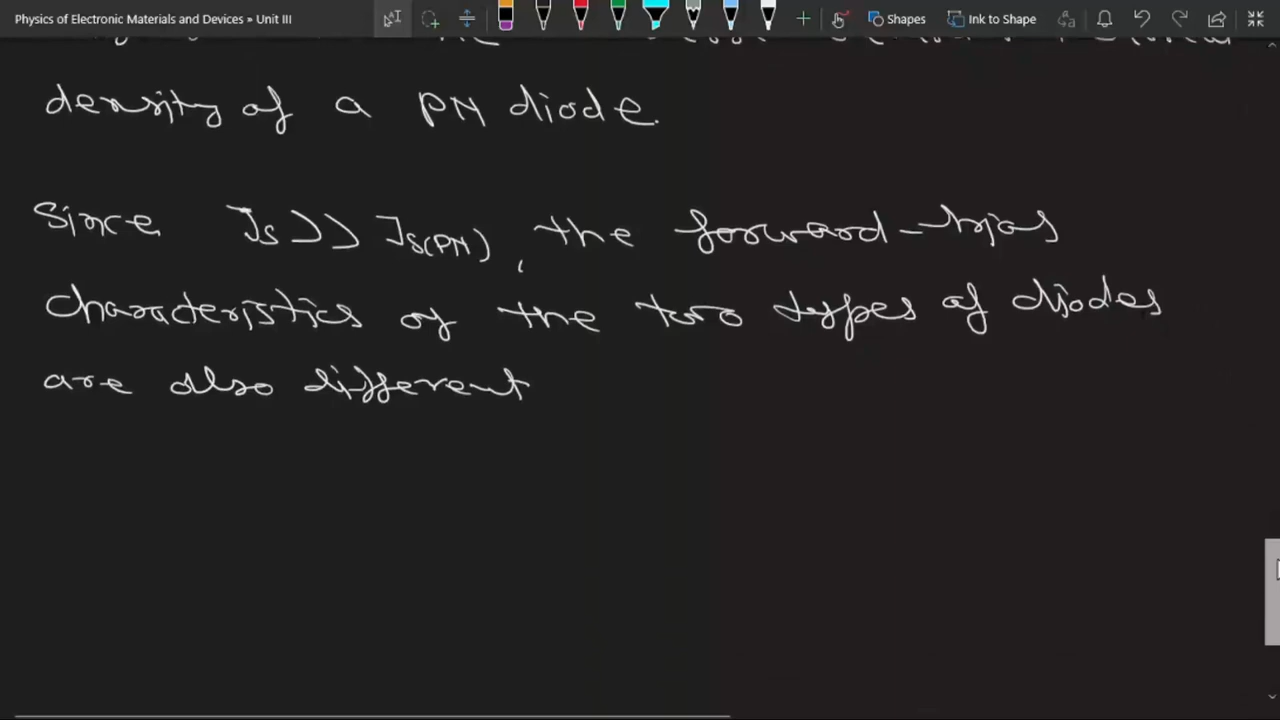 Physics of Electronic Materials and Devices » Unit III
Shapes
Ink to Shape
density of a PN diode.
Since Js >> Js(PN), the forward-bias
characteristics of the two types of diodes
are also different